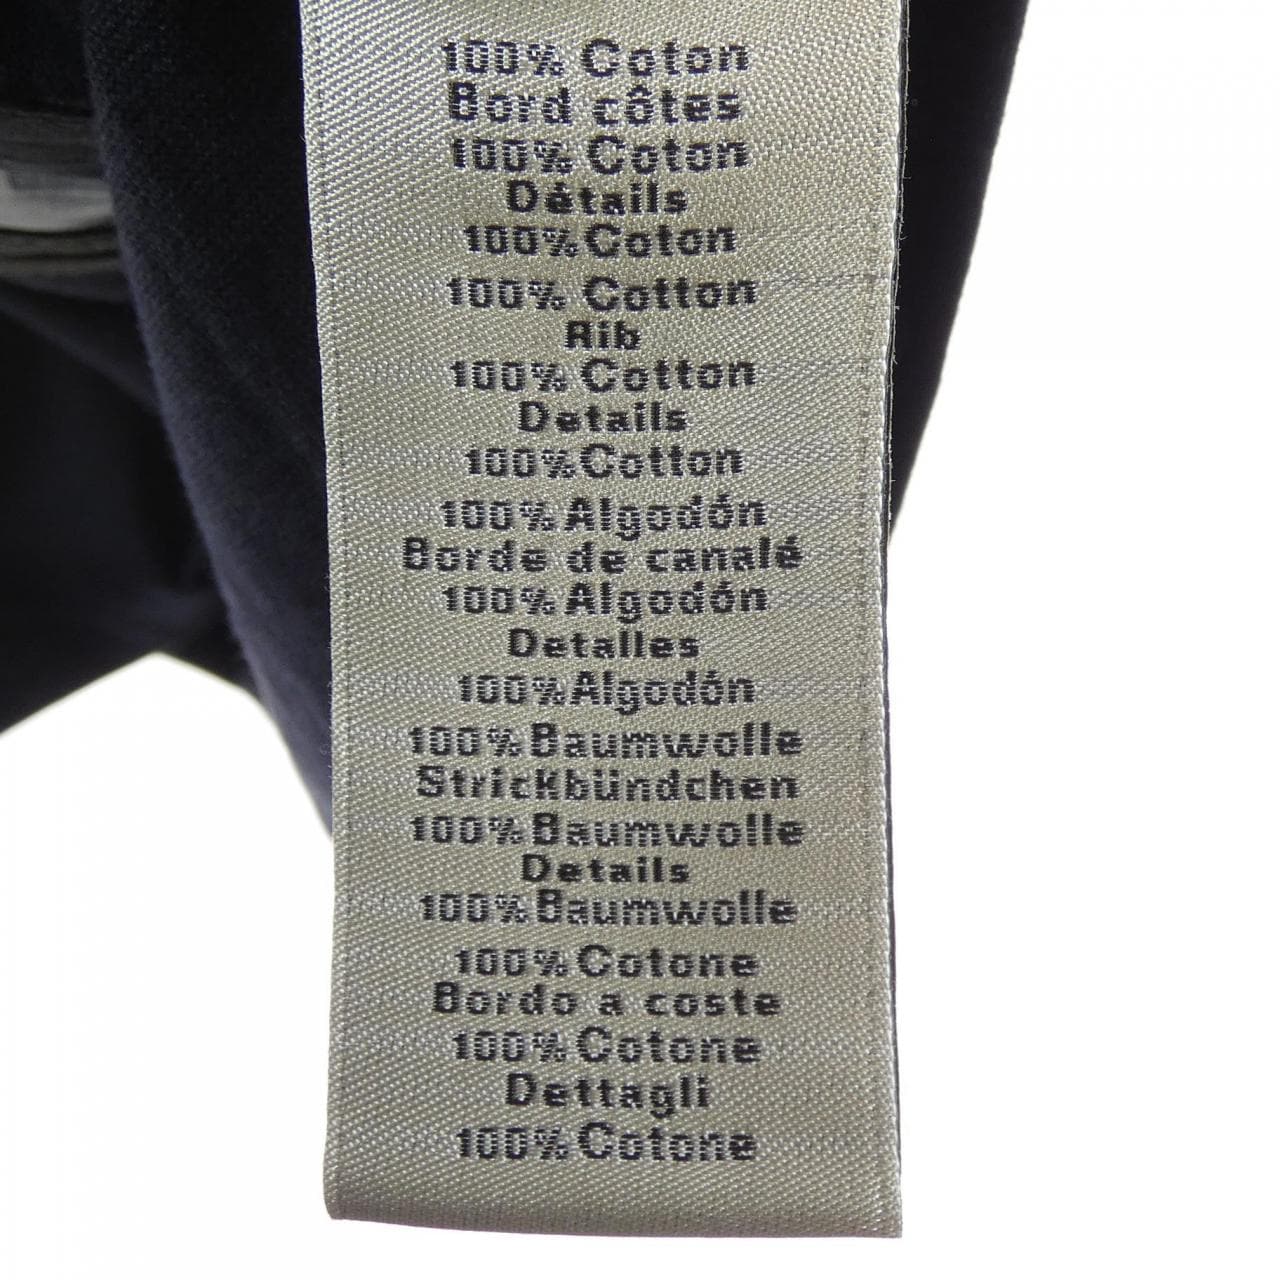 100% Coton
Bord côtes
100% Coton
Détails
100% Coton
100% Cotton
Rib
100% Cotton
Details
100% Cotton
100% Algodón
Borde de canalé
100% Algodón
Detalles
100% Algodón
100% Baumwolle
Strickbündchen
100% Baumwolle
Details
100% Baumwolle
100% Cotone
Bordo a coste
100% Cotone
Dettagli
100% Cotone